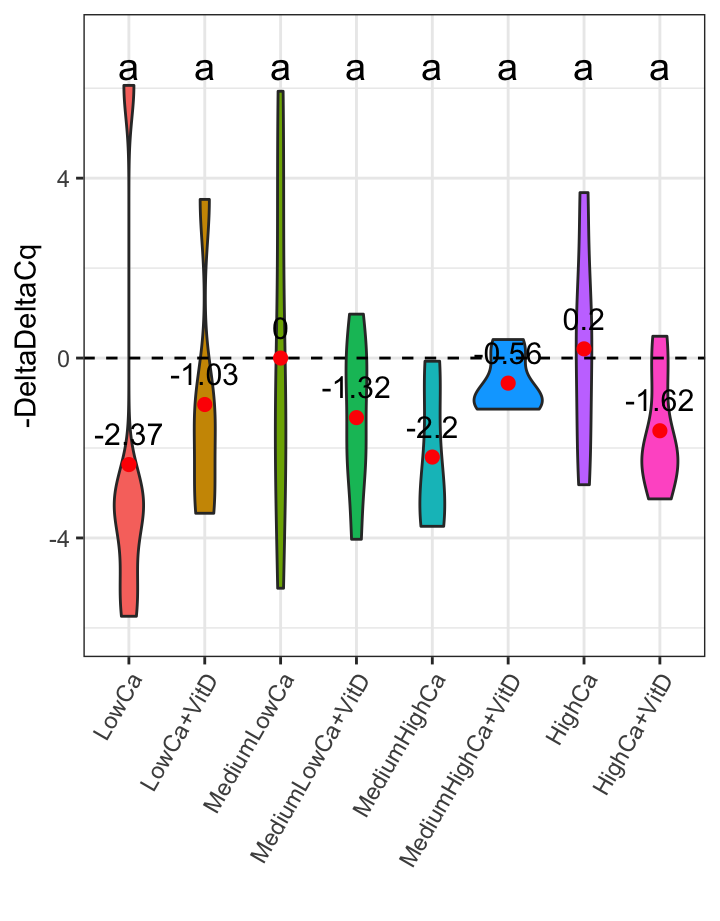 a a a a a a a a
-DeltaDeltaCq
4
0
-4
-2.37
-1.03
0
-1.32
-2.2
-0.56
0.2
-1.62
LowCa
LowCa+VitD
MediumLowCa
MediumLowCa+VitD
MediumHighCa
MediumHighCa+VitD
HighCa
HighCa+VitD